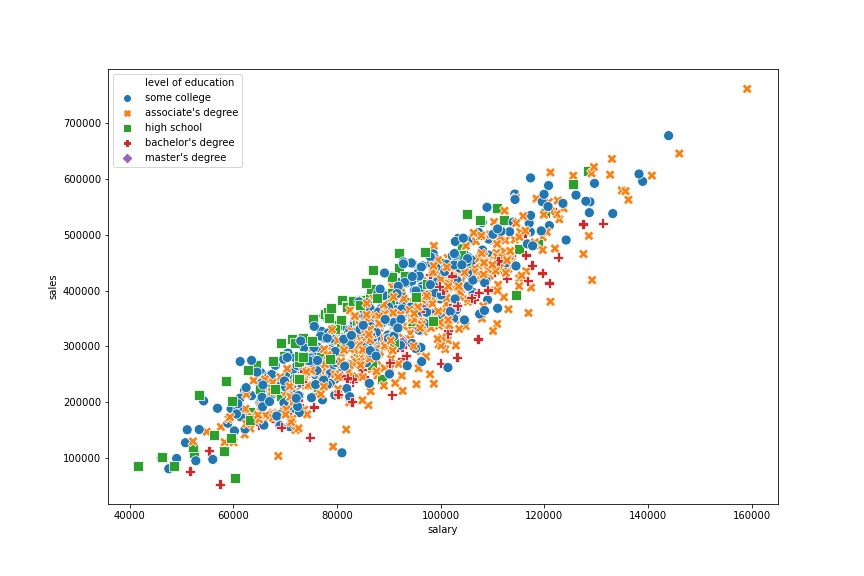 level of education
some college
associate's degree
high school
bachelor's degree
master's degree
700000
600000
500000
400000
300000
200000
100000
sales
40000 60000 80000 100000 120000 140000 160000
salary